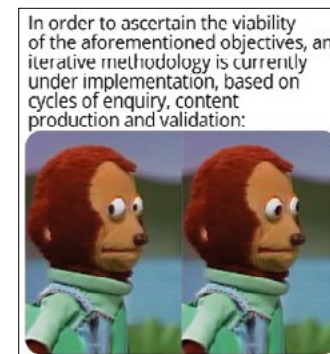 In order to ascertain the viability
of the aforementioned objectives, an
iterative methodology is currently
under implementation, based on
cycles of enquiry, content
production and validation: